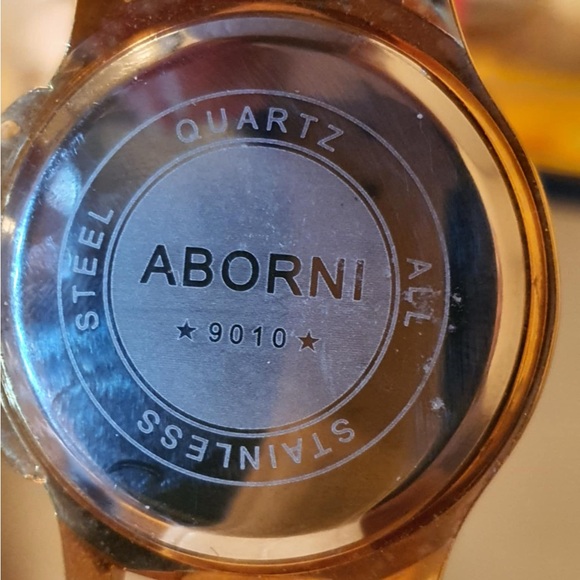 QUARTZ ALL STAINLESS STEEL
ABORNI
★ 9010 ★